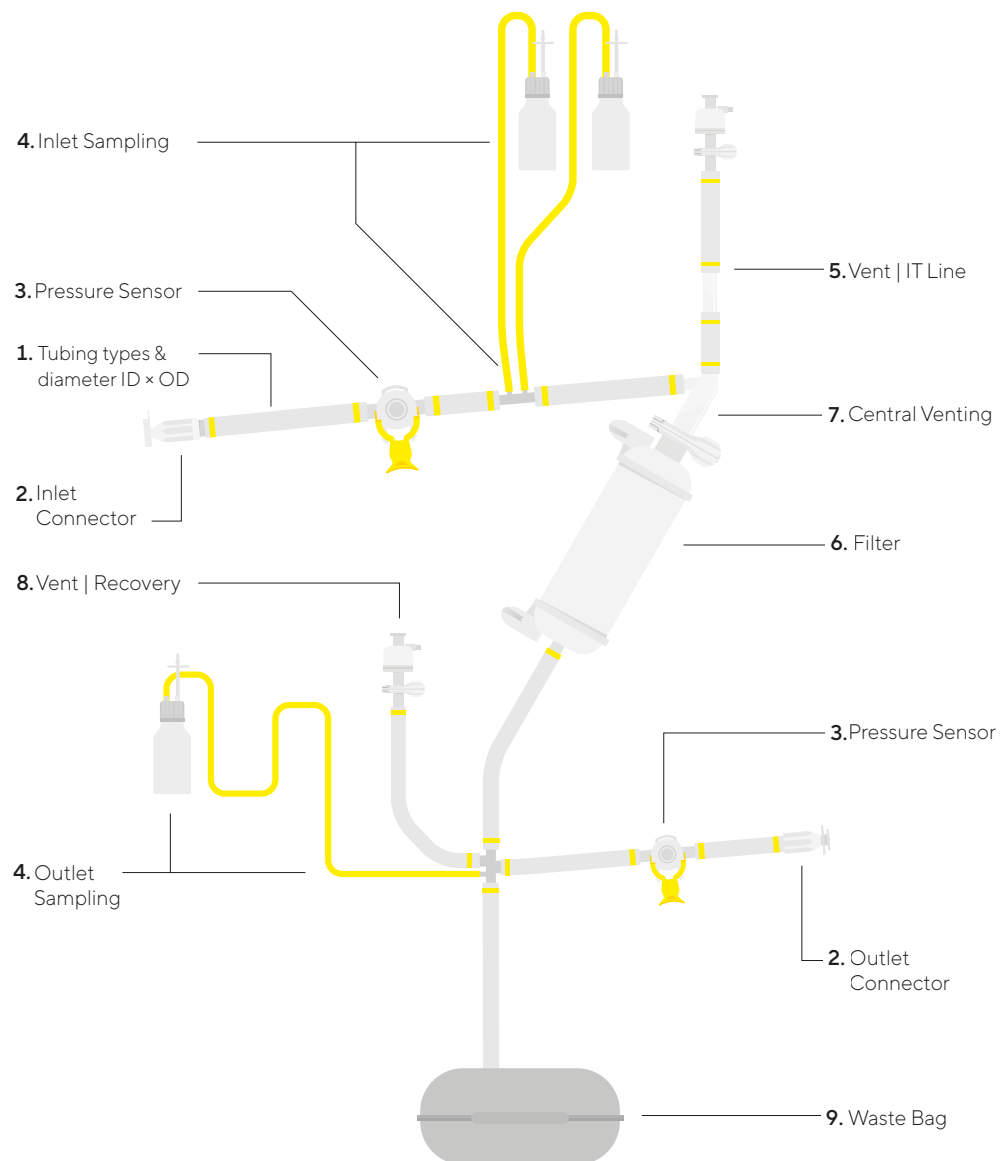 4. Inlet Sampling
3. Pressure Sensor
1. Tubing types &
diameter ID × OD
2. Inlet
Connector
5. Vent | IT Line
7. Central Venting
6. Filter
8. Vent | Recovery
3. Pressure Sensor
4. Outlet
Sampling
2. Outlet
Connector
9. Waste Bag